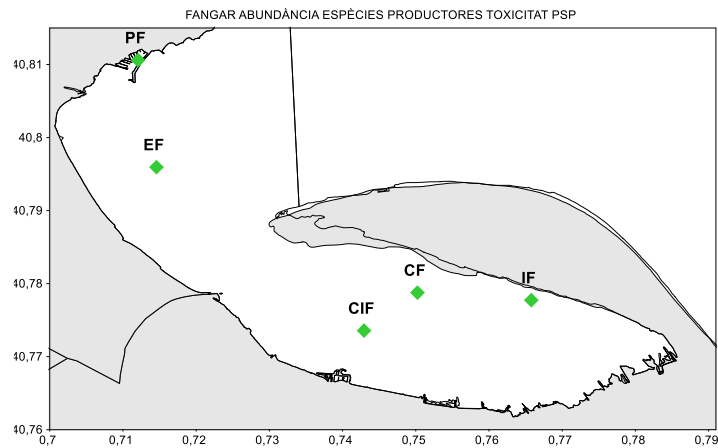 FANGAR ABUNDÀNCIA ESPÈCIES PRODUCTORES TOXICITAT PSP
PF
40,81
40,8
EF
40,79
CF
IF
40,78
CIF
40,77
40,76
0,7 0,71 0,72 0,73 0,74 0,75 0,76 0,77 0,78 0,79